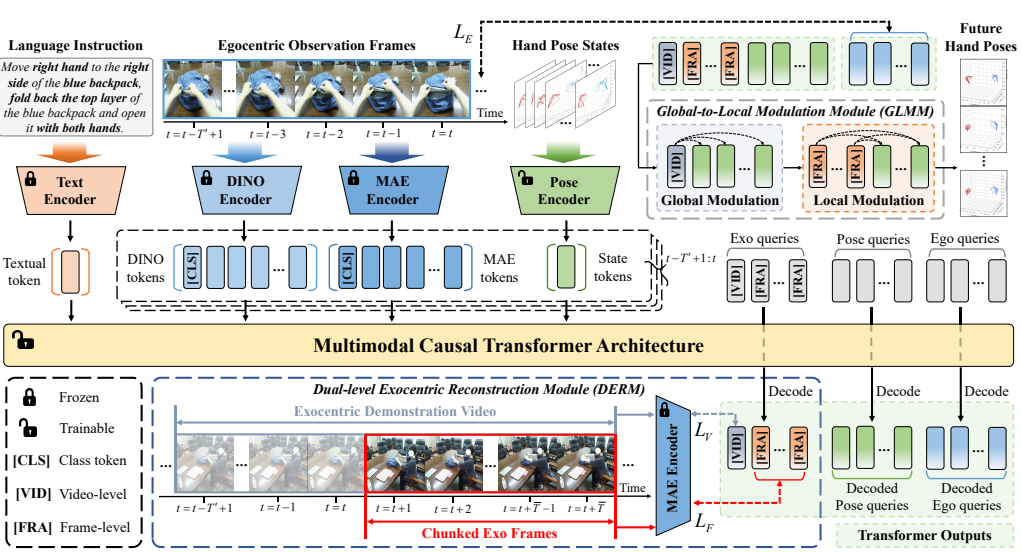 Language Instruction
Move right hand to the right
side of the blue backpack,
fold back the top layer of
the blue backpack and open
it with both hands.
Egocentric Observation Frames
...
t=t−T′+1
t=t−3
t=t−2
t=t−1
t=t
Time
L_E
Hand Pose States
...
[VID]
[FRA]
...
[FRA]
...
...
Future
Hand Poses
Global-to-Local Modulation Module (GLMM)
[VID]
...
Global Modulation
[FRA]
...
[FRA]
...
Local Modulation
...
Text
Encoder
DINO
Encoder
MAE
Encoder
Pose
Encoder
Textual
token
DINO
tokens
[CLS]
...
[CLS]
...
MAE
tokens
State
tokens
t−T′+1:t
Exo queries
[VID]
[FRA]
...
[FRA]
Pose queries
...
Ego queries
...
Multimodal Causal Transformer Architecture
Frozen
Trainable
[CLS] Class token
[VID] Video-level
[FRA] Frame-level
Dual-level Exocentric Reconstruction Module (DERM)
Exocentric Demonstration Video
...
...
...
...
t=t−T′+1
t=t−1
t=t
t=t+1
t=t+2
t=t+T̅−1
t=t+T̅
Time
Chunked Exo Frames
MAE Encoder
L_V
L_F
Decode
Decode
Decode
[VID]
[FRA]
...
[FRA]
...
...
Decoded
Pose queries
Decoded
Ego queries
Transformer Outputs